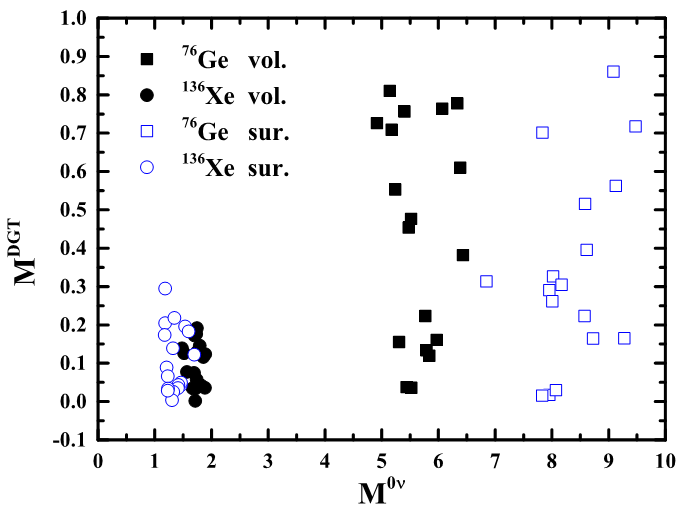 1.0
0.9
0.8
0.7
0.6
0.5
0.4
0.3
0.2
0.1
0.0
-0.1
M^DGT
⁷⁶Ge vol.
¹³⁶Xe vol.
⁷⁶Ge sur.
¹³⁶Xe sur.
0 1 2 3 4 5 6 7 8 9 10
M^0ν